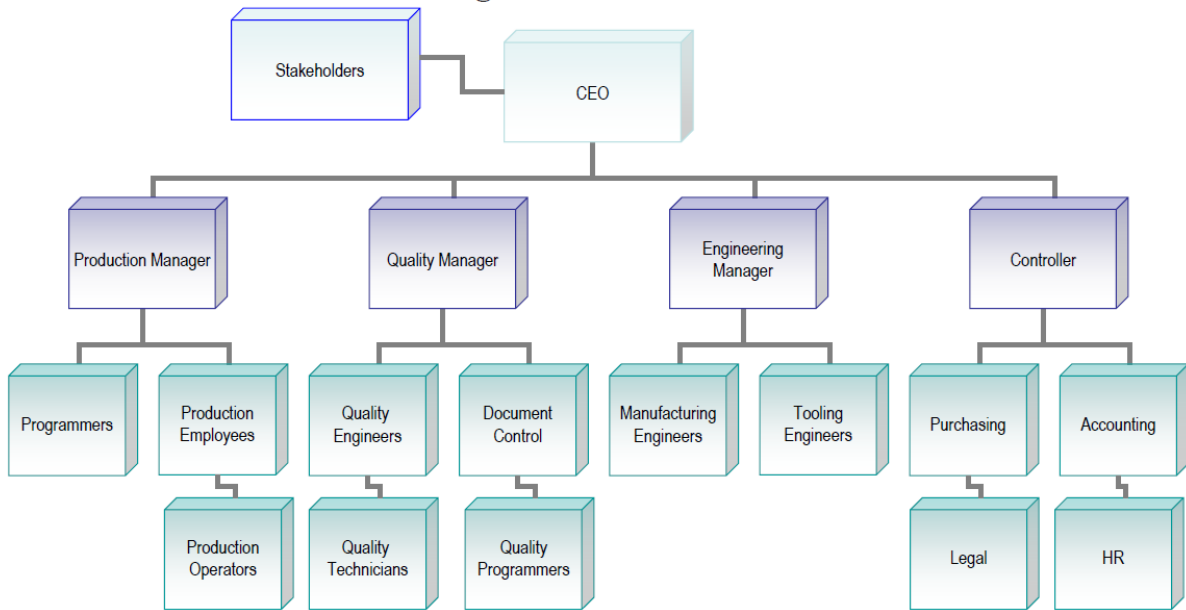 Stakeholders
CEO
Production Manager
Quality Manager
Engineering
Manager
Controller
Programmers
Production
Employees
Quality
Engineers
Document
Control
Manufacturing
Engineers
Tooling
Engineers
Purchasing
Accounting
Production
Operators
Quality
Technicians
Quality
Programmers
Legal
HR